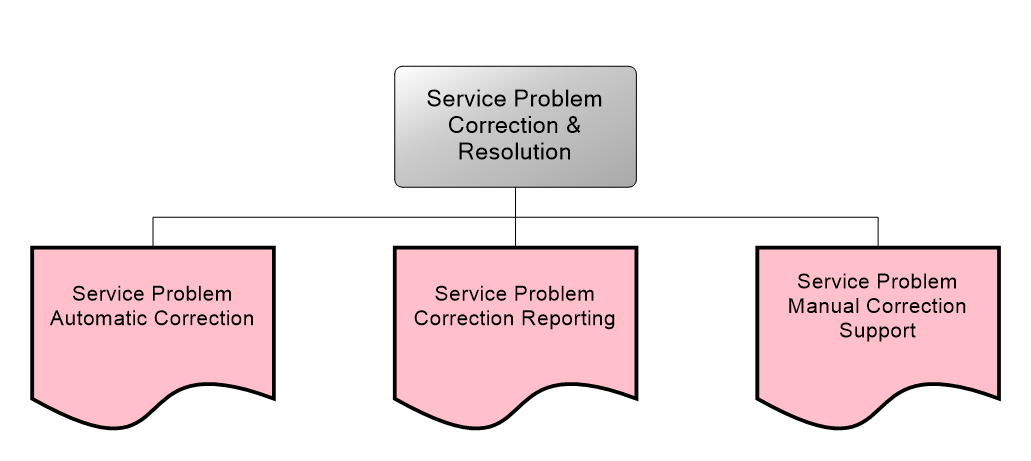 Service Problem
Correction &
Resolution
Service Problem
Automatic Correction
Service Problem
Correction Reporting
Service Problem
Manual Correction
Support